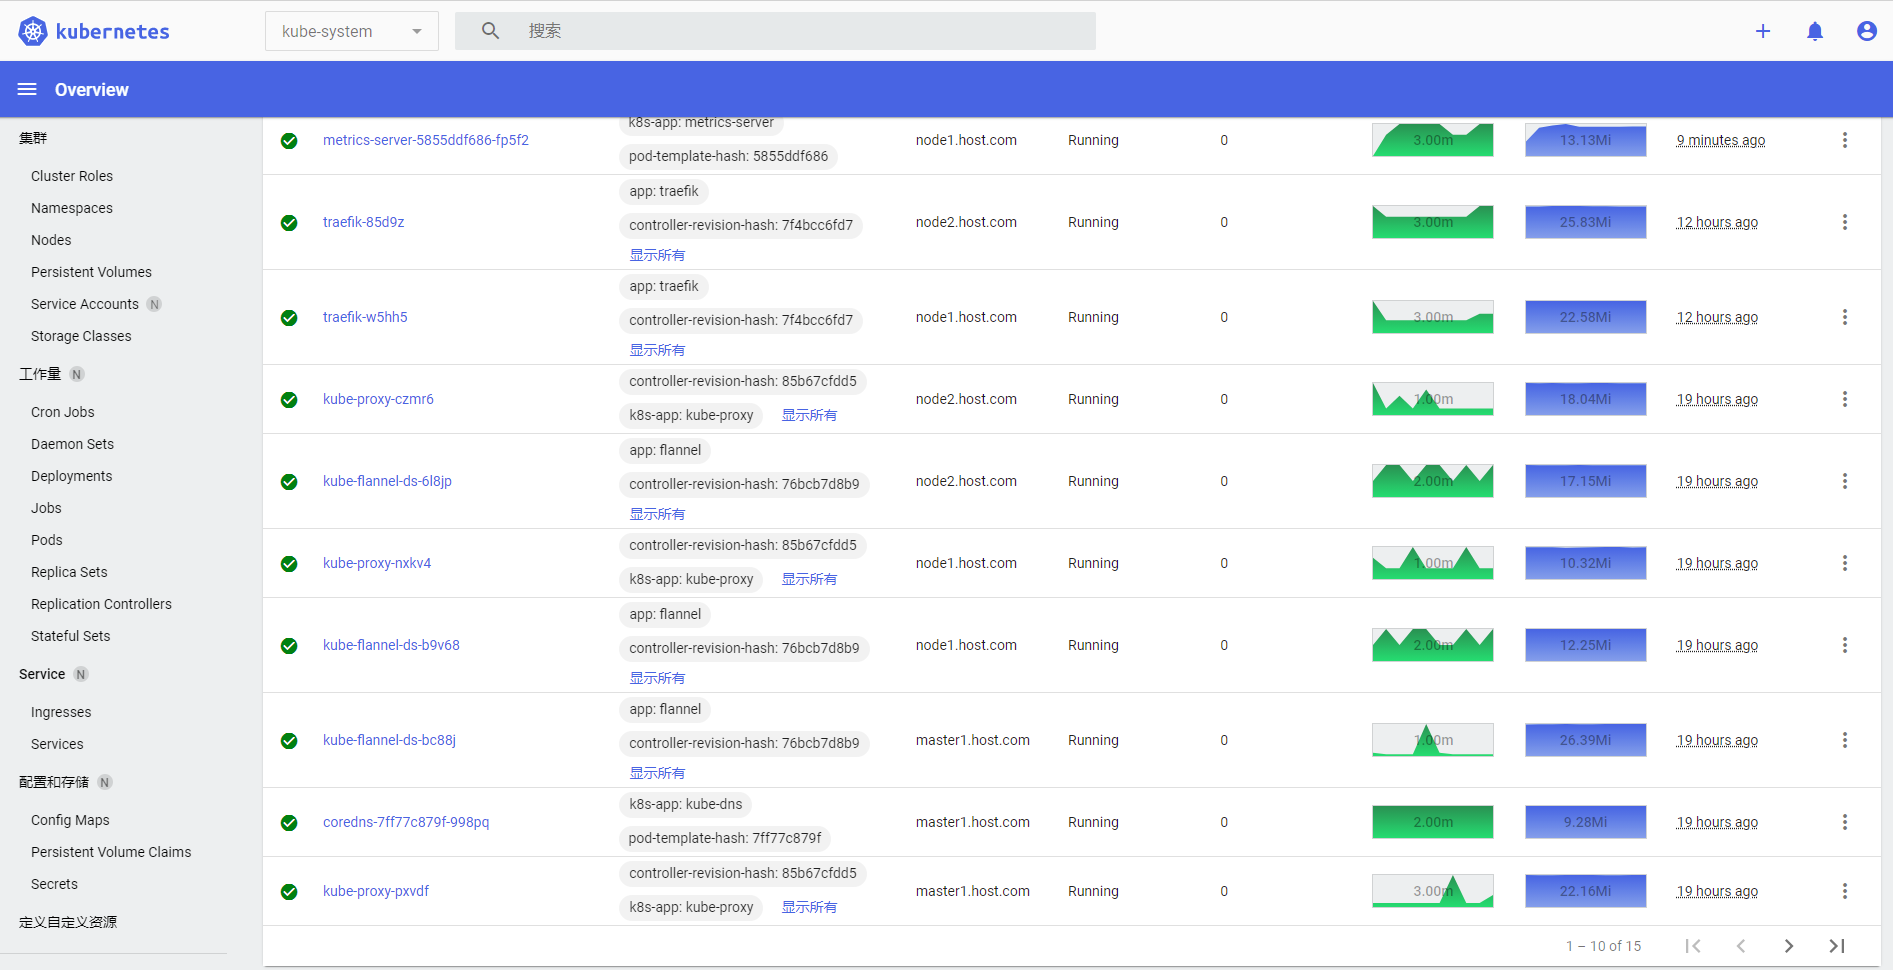 kubernetes
kube-system
搜索
Overview
集群
Cluster Roles
Namespaces
Nodes
Persistent Volumes
Service Accounts N
Storage Classes
工作量 N
Cron Jobs
Daemon Sets
Deployments
Jobs
Pods
Replica Sets
Replication Controllers
Stateful Sets
Service N
Ingresses
Services
配置和存储 N
Config Maps
Persistent Volume Claims
Secrets
定义自定义资源
k8s-app: metrics-server
metrics-server-5855ddf686-fp5f2 node1.host.com Running 0 3.00m 13.13Mi 9 minutes ago
pod-template-hash: 5855ddf686
app: traefik
traefik-85d9z controller-revision-hash: 7f4bcc6fd7 node2.host.com Running 0 3.00m 25.83Mi 12 hours ago
显示所有
app: traefik
traefik-w5hh5 controller-revision-hash: 7f4bcc6fd7 node1.host.com Running 0 3.00m 22.58Mi 12 hours ago
显示所有
controller-revision-hash: 85b67cfdd5
kube-proxy-czmr6 node2.host.com Running 0 1.00m 18.04Mi 19 hours ago
k8s-app: kube-proxy 显示所有
app: flannel
kube-flannel-ds-6l8jp controller-revision-hash: 76bcb7d8b9 node2.host.com Running 0 2.00m 17.15Mi 19 hours ago
显示所有
controller-revision-hash: 85b67cfdd5
kube-proxy-nxkv4 node1.host.com Running 0 1.00m 10.32Mi 19 hours ago
k8s-app: kube-proxy 显示所有
app: flannel
kube-flannel-ds-b9v68 controller-revision-hash: 76bcb7d8b9 node1.host.com Running 0 2.00m 12.25Mi 19 hours ago
显示所有
app: flannel
kube-flannel-ds-bc88j controller-revision-hash: 76bcb7d8b9 master1.host.com Running 0 1.00m 26.39Mi 19 hours ago
显示所有
k8s-app: kube-dns
coredns-7ff77c879f-998pq master1.host.com Running 0 2.00m 9.28Mi 19 hours ago
pod-template-hash: 7ff77c879f
controller-revision-hash: 85b67cfdd5
kube-proxy-pxvdf master1.host.com Running 0 3.00m 22.16Mi 19 hours ago
k8s-app: kube-proxy 显示所有
1 – 10 of 15